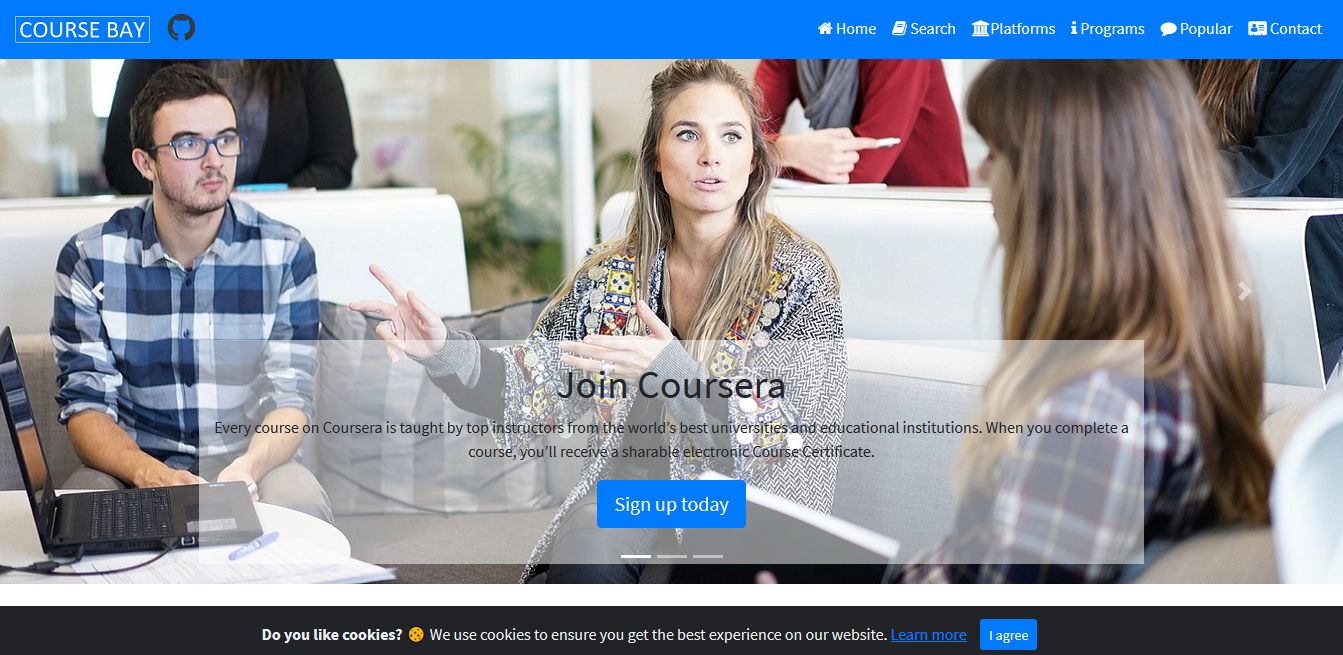 COURSE BAY
Home Search Platforms Programs Popular Contact
Join Coursera
Every course on Coursera is taught by top instructors from the world’s best universities and educational institutions. When you complete a
course, you’ll receive a sharable electronic Course Certificate.
Sign up today
Do you like cookies? 🍪 We use cookies to ensure you get the best experience on our website. Learn more I agree